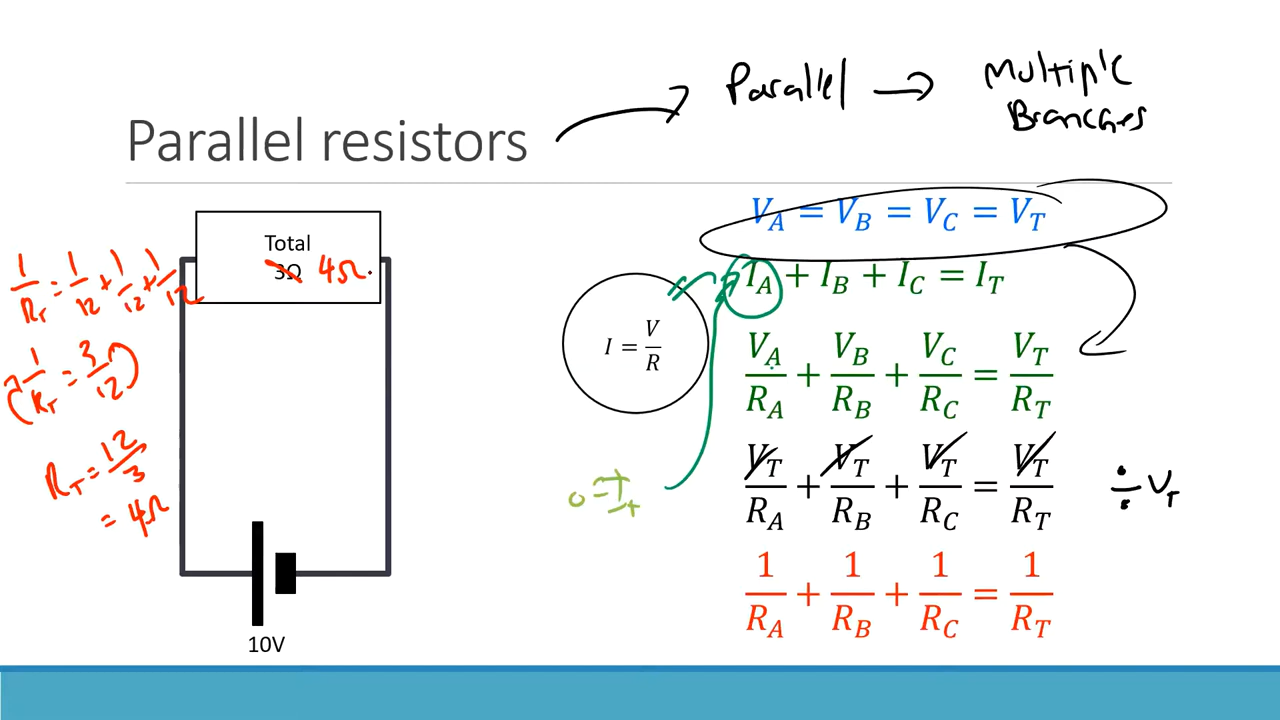 Parallel → Multiple
Branches
Parallel resistors
V_A = V_B = V_C = V_T
I_A + I_B + I_C = I_T
Total
3Ω 4Ω
1/R_T = 1/12 + 1/12 + 1/12
I = V/R
V_A/R_A + V_B/R_B + V_C/R_C = V_T/R_T
1/R_T = 3/12
V_T/R_A + V_T/R_B + V_T/R_C = V_T/R_T ÷ V_T
R_T = 12/3
= 4Ω
1/R_A + 1/R_B + 1/R_C = 1/R_T
10V